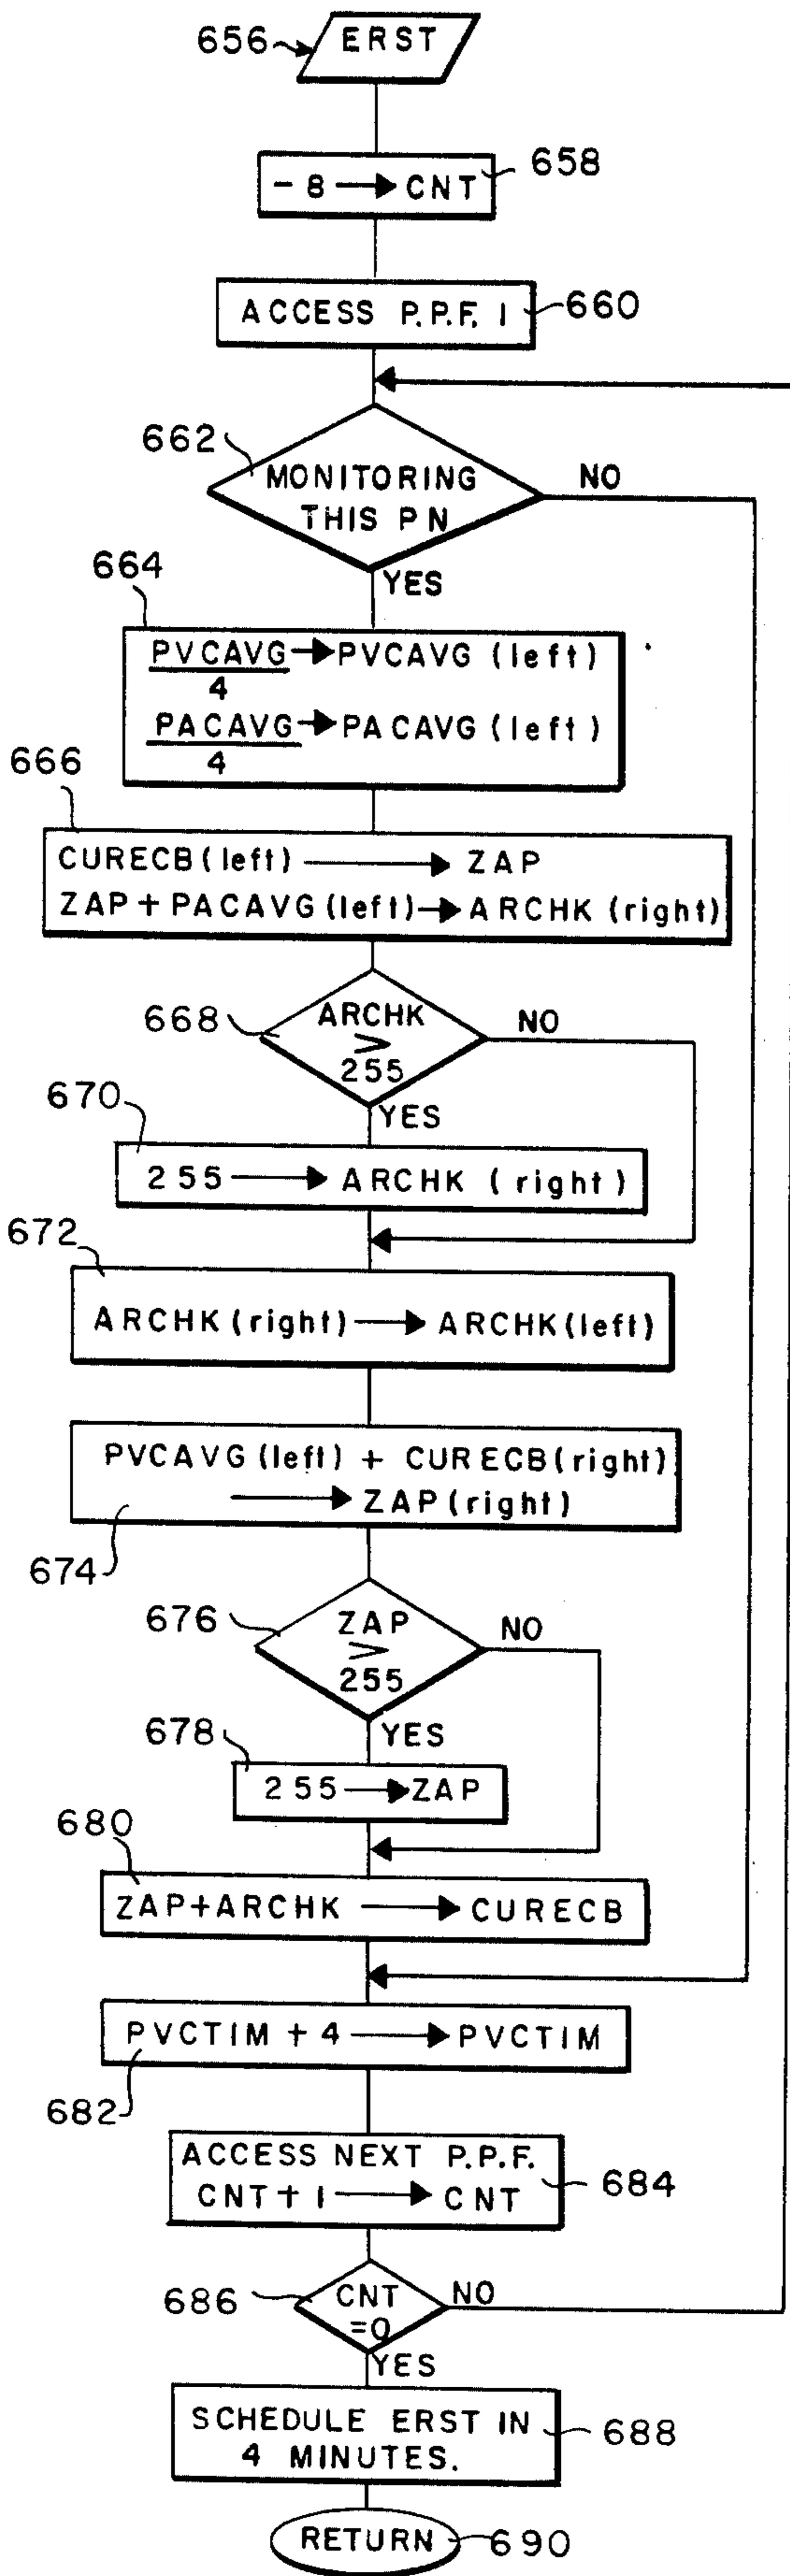 656
ERST
- 8 → CNT
658
ACCESS P.P.F. 1
660
662
MONITORING
THIS PN
NO
YES
664
PVCAVG → PVCAVG (left)
4
PACAVG → PACAVG (left)
4
666
CURECB (left) → ZAP
ZAP + PACAVG (left) → ARCHK (right)
668
ARCHK
>
255
NO
YES
670
255 → ARCHK (right)
672
ARCHK (right) → ARCHK (left)
PVCAVG (left) + CURECB (right)
→ ZAP (right)
674
676
ZAP
>
255
NO
YES
678
255 → ZAP
680
ZAP + ARCHK → CURECB
PVCTIM + 4 → PVCTIM
682
ACCESS NEXT P.P.F.
CNT + 1 → CNT
684
686
CNT
=0
NO
YES
SCHEDULE ERST IN
4 MINUTES.
688
RETURN
690